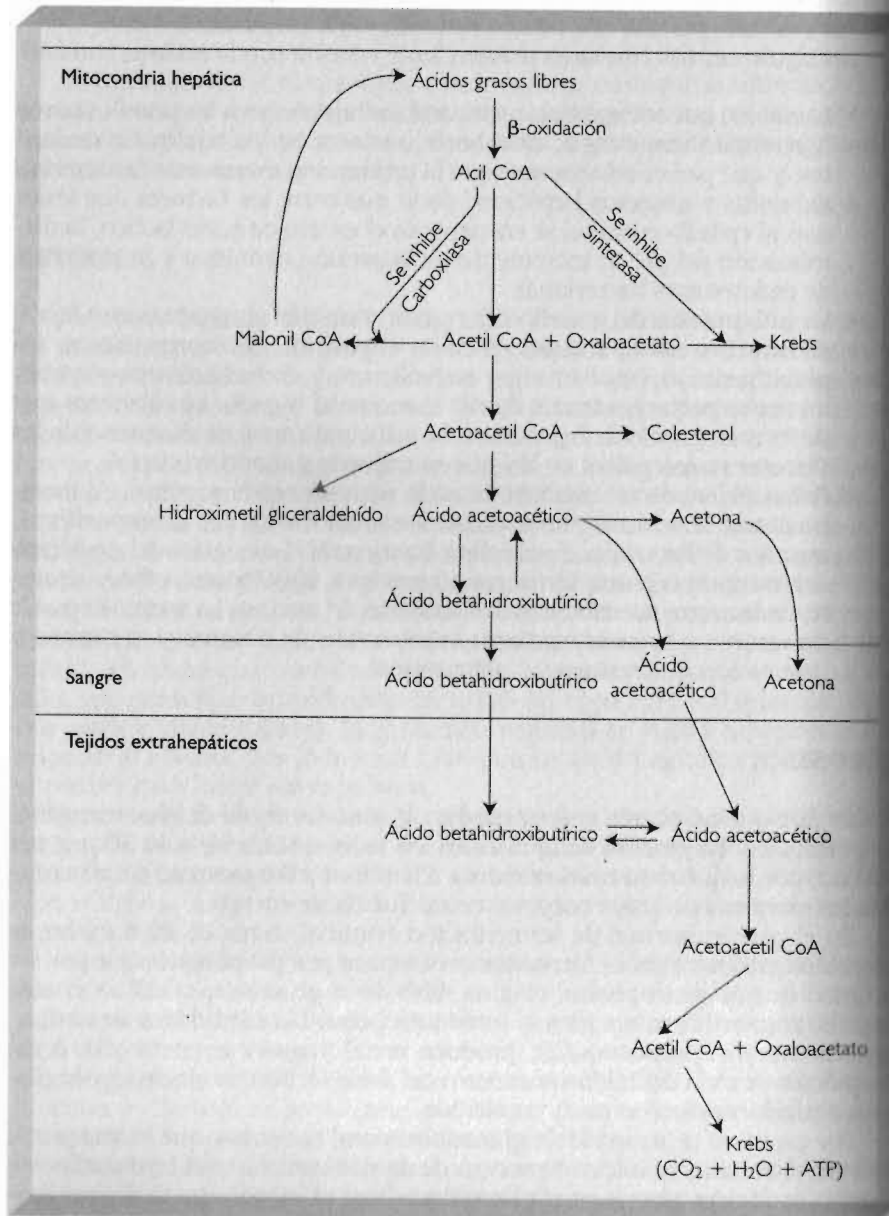 Mitocondria hepática
Ácidos grasos libres
β-oxidación
Acil CoA
Se inhibe
Carboxilasa
Se inhibe
Sintetasa
Malonil CoA
Acetil CoA + Oxaloacetato
Krebs
Acetoacetil CoA
Colesterol
Hidroximetil gliceraldehído
Ácido acetoacético
Acetona
Ácido betahidroxibutírico
Sangre
Ácido betahidroxibutírico
Ácido
acetoacético
Acetona
Tejidos extrahepáticos
Ácido betahidroxibutírico
Ácido acetoacético
Acetoacetil CoA
Acetil CoA + Oxaloacetato
Krebs
(CO₂ + H₂O + ATP)